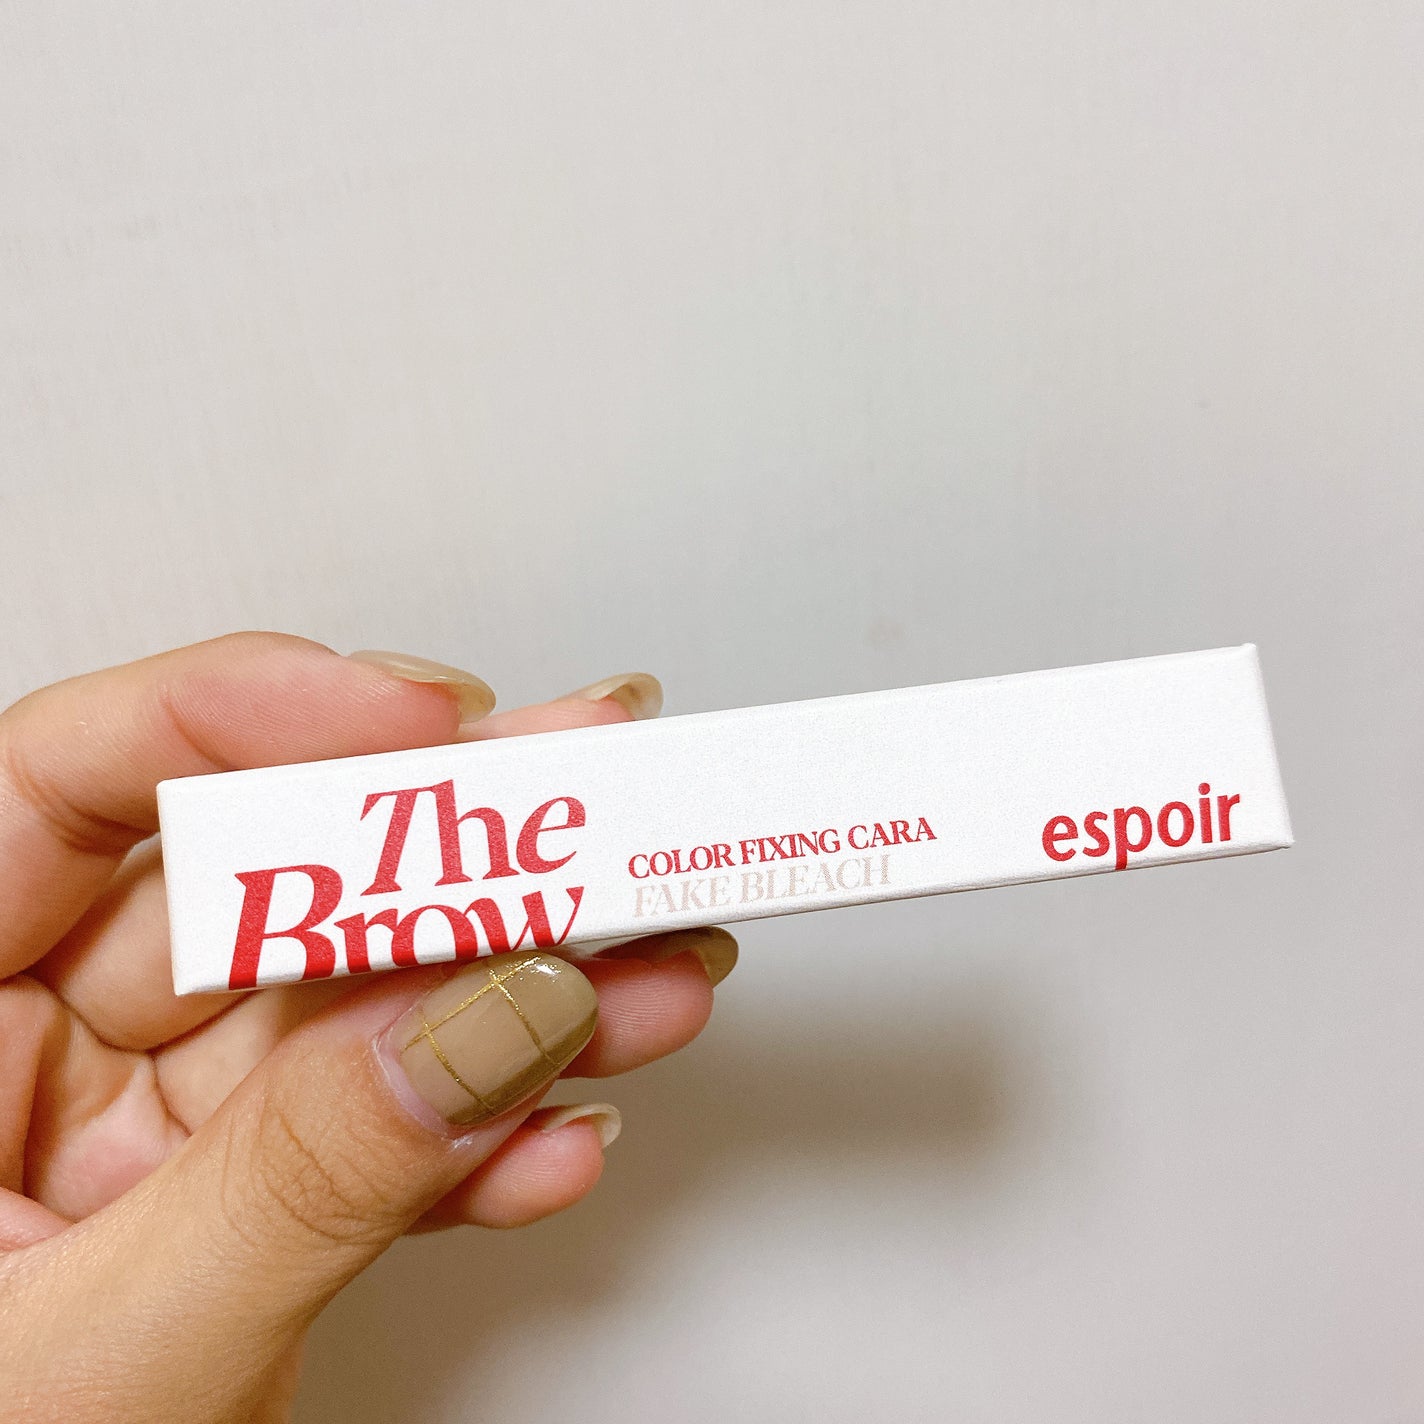 The
Brow
COLOR FIXING CARA
FAKE BLEACH
espoir